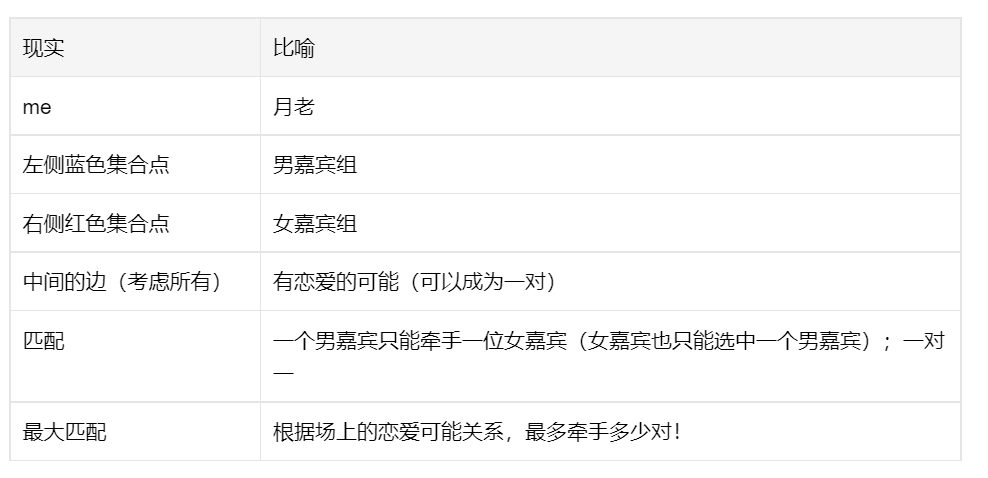 现实
比喻
me
月老
左侧蓝色集合点
男嘉宾组
右侧红色集合点
女嘉宾组
中间的边（考虑所有）
有恋爱的可能（可以成为一对）
匹配
一个男嘉宾只能牵手一位女嘉宾（女嘉宾也只能选中一个男嘉宾）；一对
一
最大匹配
根据场上的恋爱可能关系，最多牵手多少对！